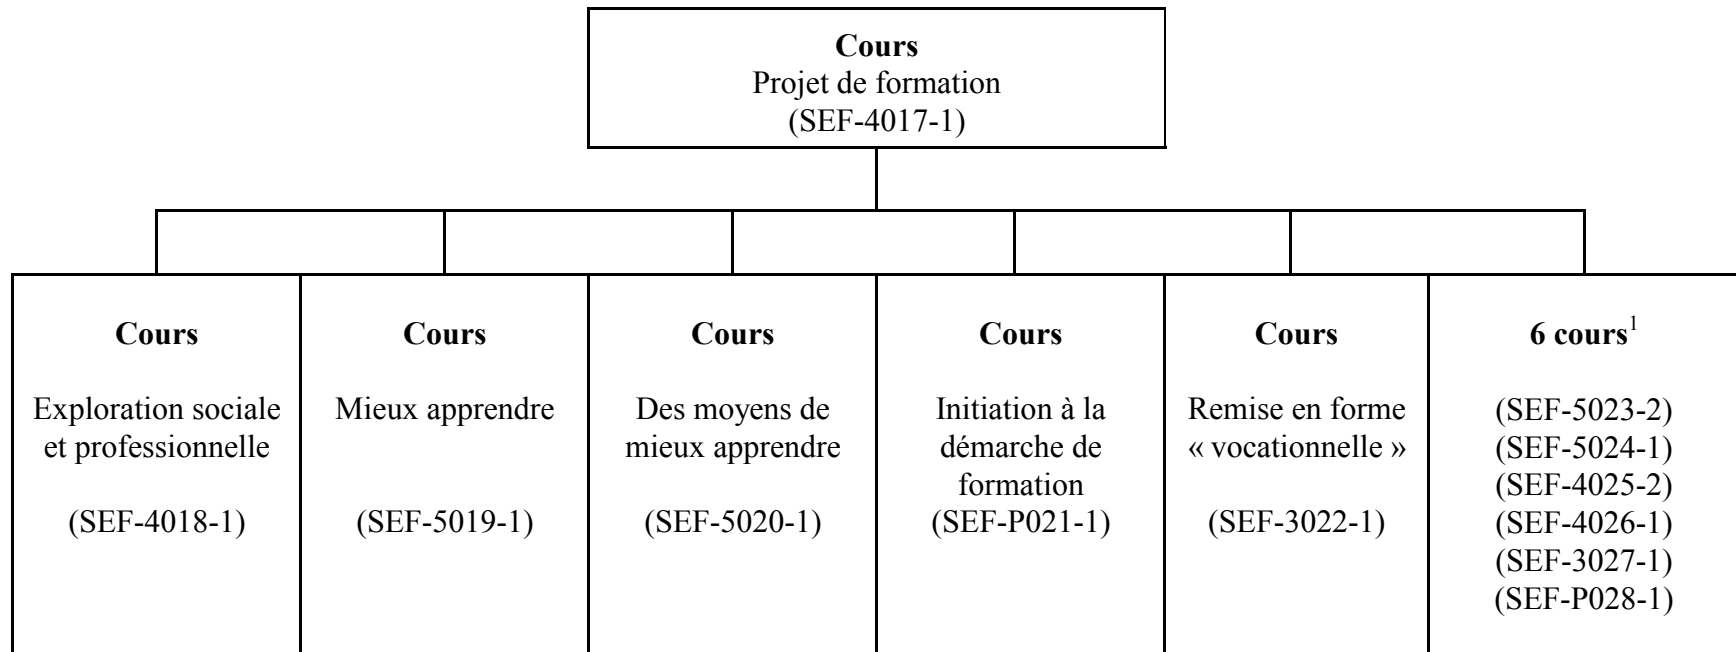 Cours
Projet de formation
(SEF-4017-1)
Cours
Exploration sociale
et professionnelle
(SEF-4018-1)
Cours
Mieux apprendre
(SEF-5019-1)
Cours
Des moyens de
mieux apprendre
(SEF-5020-1)
Cours
Initiation à la
démarche de
formation
(SEF-P021-1)
Cours
Remise en forme
« vocationnelle »
(SEF-3022-1)
6 cours¹
(SEF-5023-2)
(SEF-5024-1)
(SEF-4025-2)
(SEF-4026-1)
(SEF-3027-1)
(SEF-P028-1)